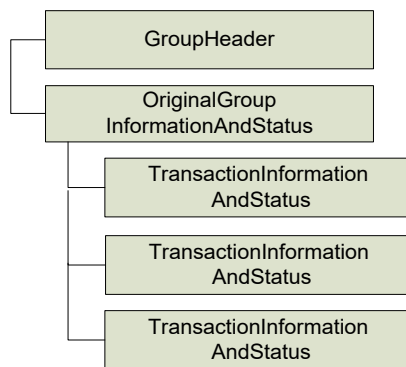 GroupHeader
OriginalGroup
InformationAndStatus
TransactionInformation
AndStatus
TransactionInformation
AndStatus
TransactionInformation
AndStatus